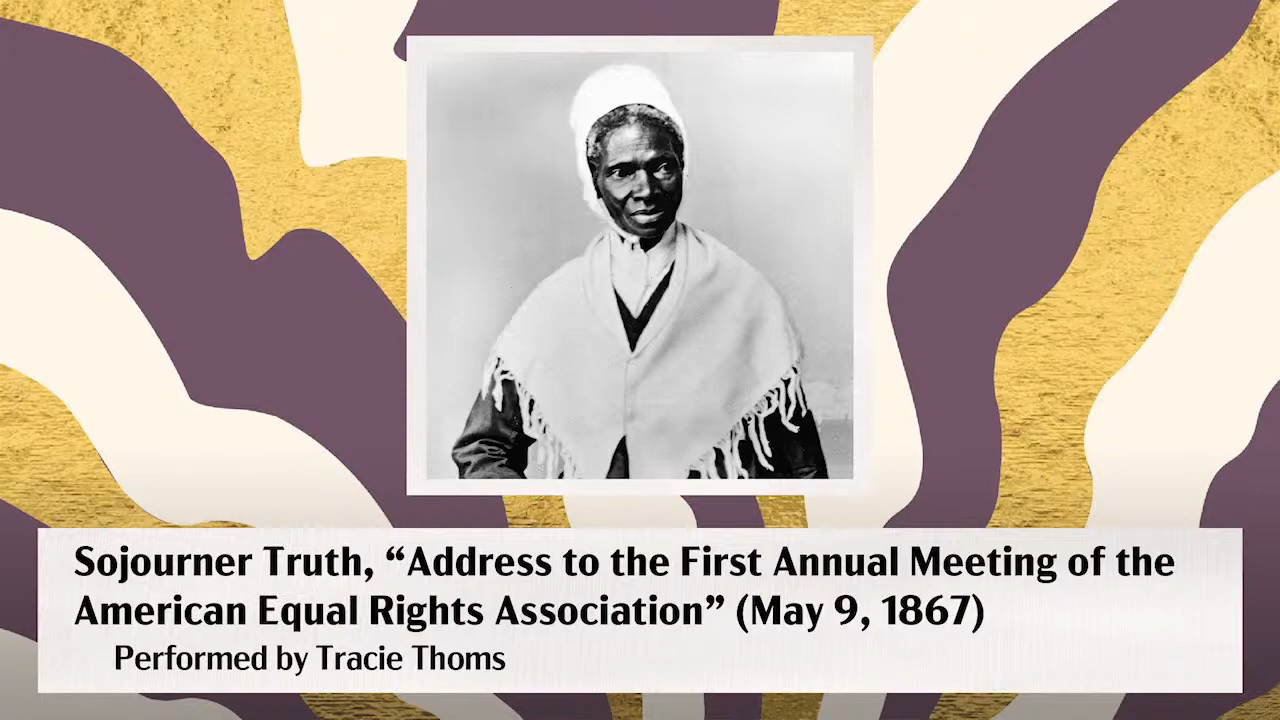 Sojourner Truth, “Address to the First Annual Meeting of the
American Equal Rights Association” (May 9, 1867)
Performed by Tracie Thoms